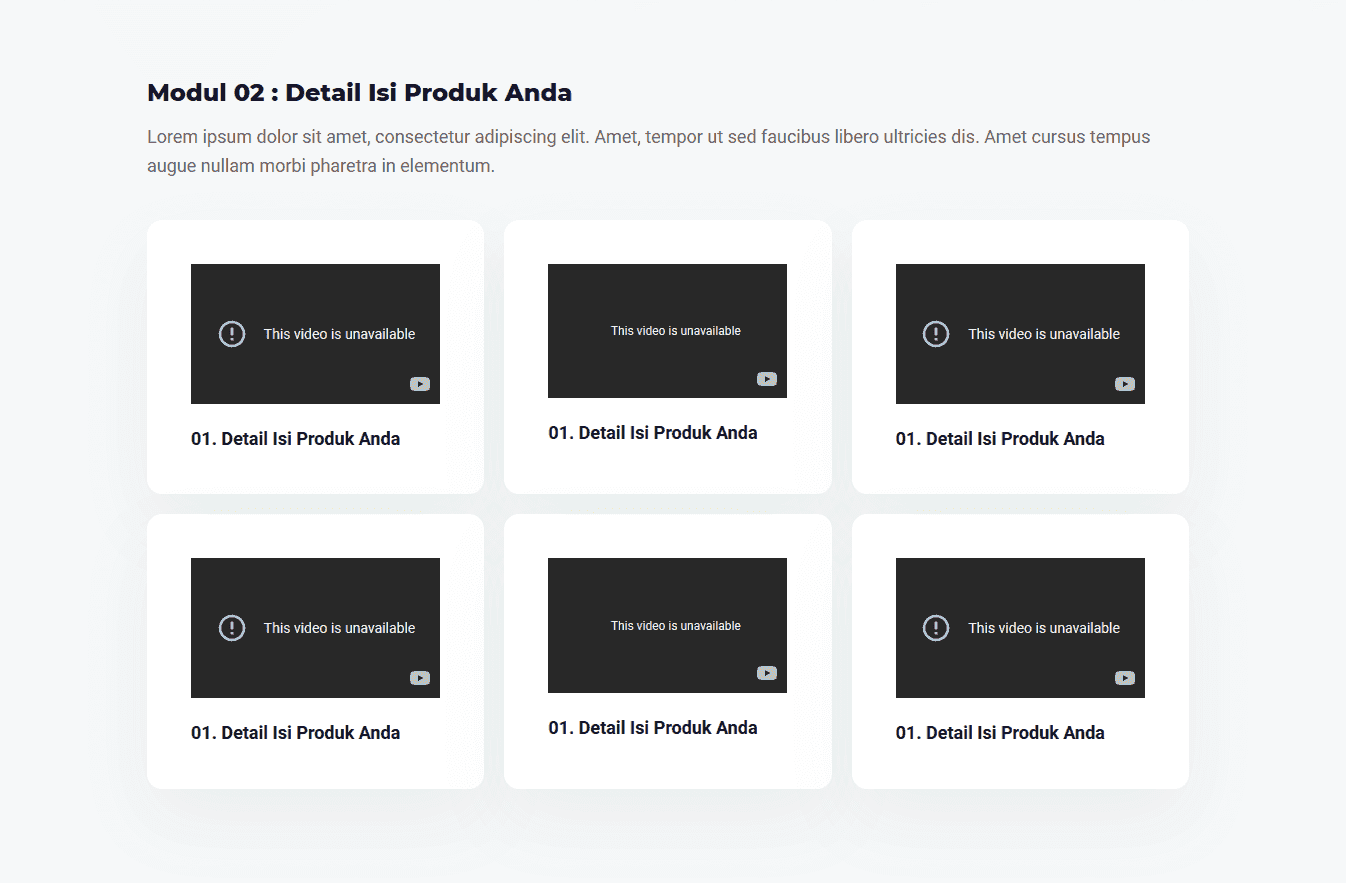 Modul 02 : Detail Isi Produk Anda
Lorem ipsum dolor sit amet, consectetur adipiscing elit. Amet, tempor ut sed faucibus libero ultricies dis. Amet cursus tempus
augue nullam morbi pharetra in elementum.
This video is unavailable
This video is unavailable
This video is unavailable
01. Detail Isi Produk Anda
01. Detail Isi Produk Anda
01. Detail Isi Produk Anda
This video is unavailable
This video is unavailable
This video is unavailable
01. Detail Isi Produk Anda
01. Detail Isi Produk Anda
01. Detail Isi Produk Anda